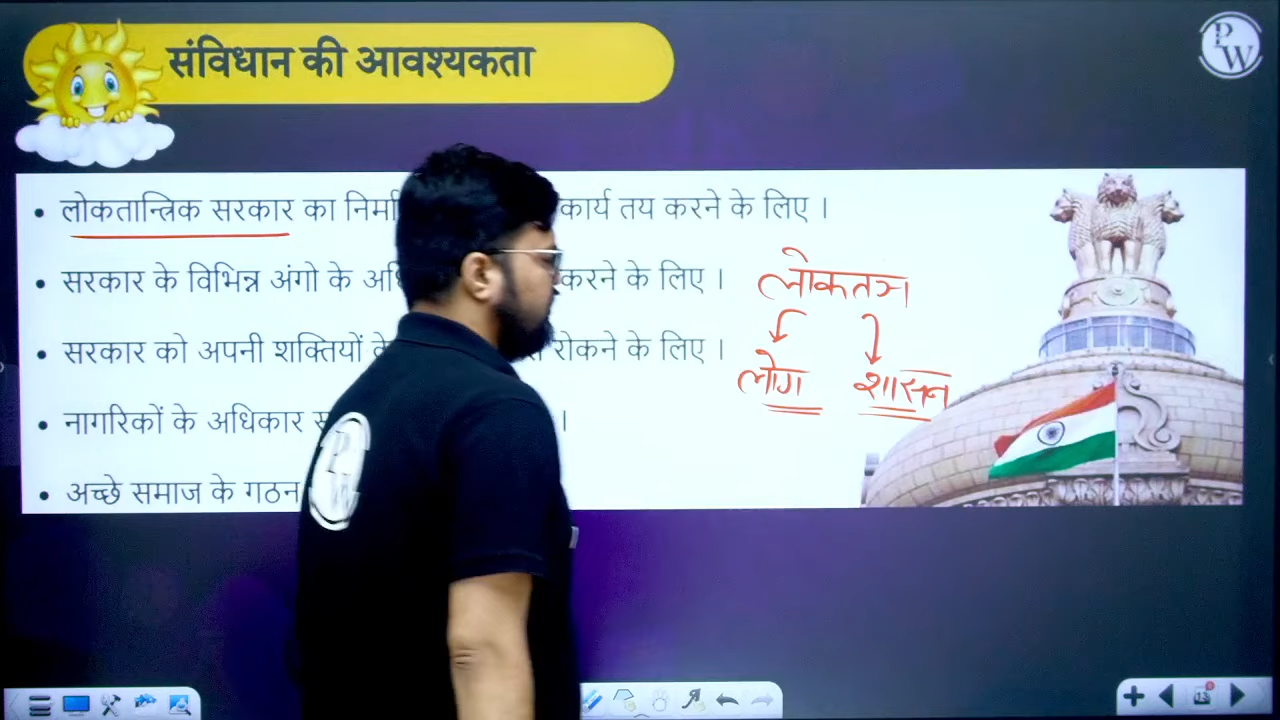 संविधान की आवश्यकता
PW
• लोकतान्त्रिक सरकार का कार्य तय करने के लिए ।
• सरकार के विभिन्न अंगो के करने के लिए ।
• सरकार को अपनी शक्तियों रोकने के लिए ।
• नागरिकों के अधिकार ।
• अच्छे समाज के गठन
लोकतन्त्र
लोग शासन